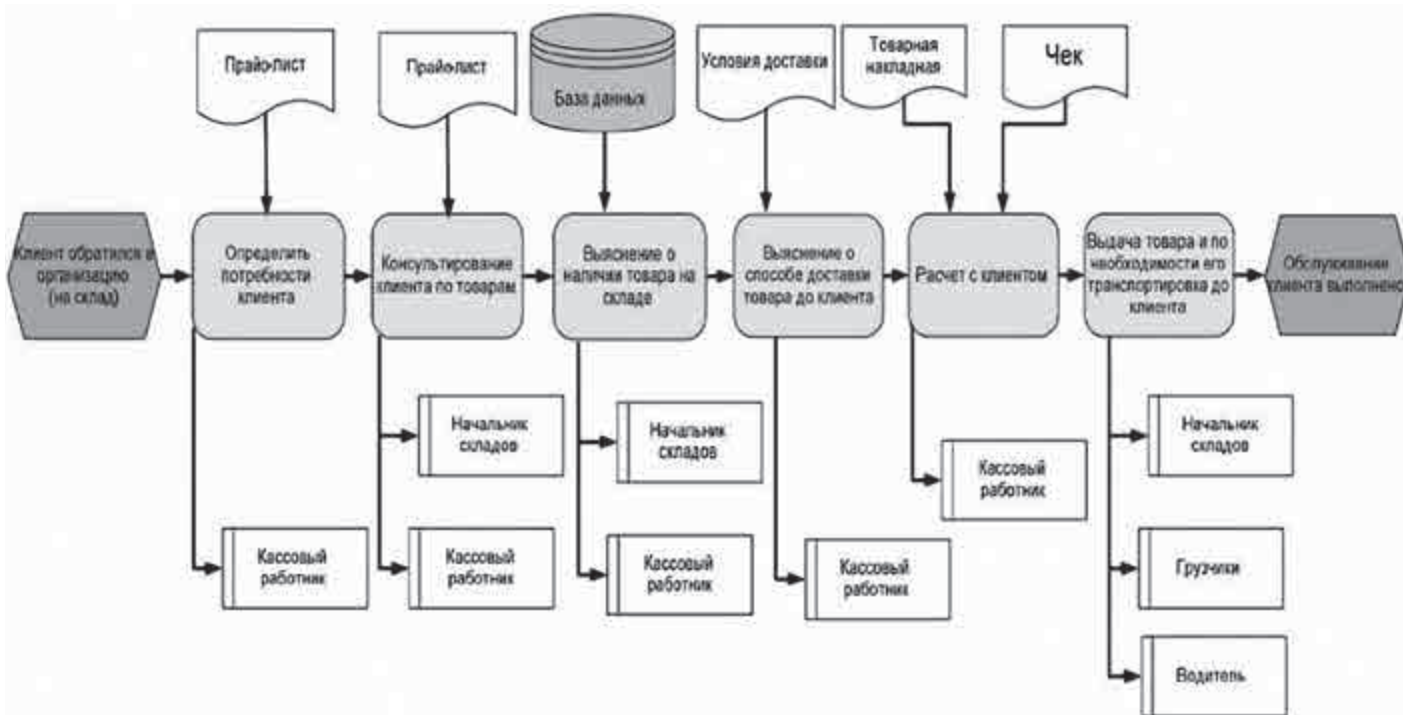 Прайс-лист
Прайс-лист
База данных
Условия доставки
Товарная
накладная
Чек
Клиент обратился в
организацию
(на склад)
Определить
потребности
клиента
Консультирование
клиента по товарам
Выяснение о
наличии товара на
складе
Выяснение о
способе доставки
товара до клиента
Расчет с клиентом
Выдача товара и по
необходимости его
транспортировка до
клиента
Обслуживание
клиента выполнено
Начальник
складов
Начальник
складов
Кассовый
работник
Начальник
складов
Кассовый
работник
Кассовый
работник
Кассовый
работник
Кассовый
работник
Грузчики
Водитель